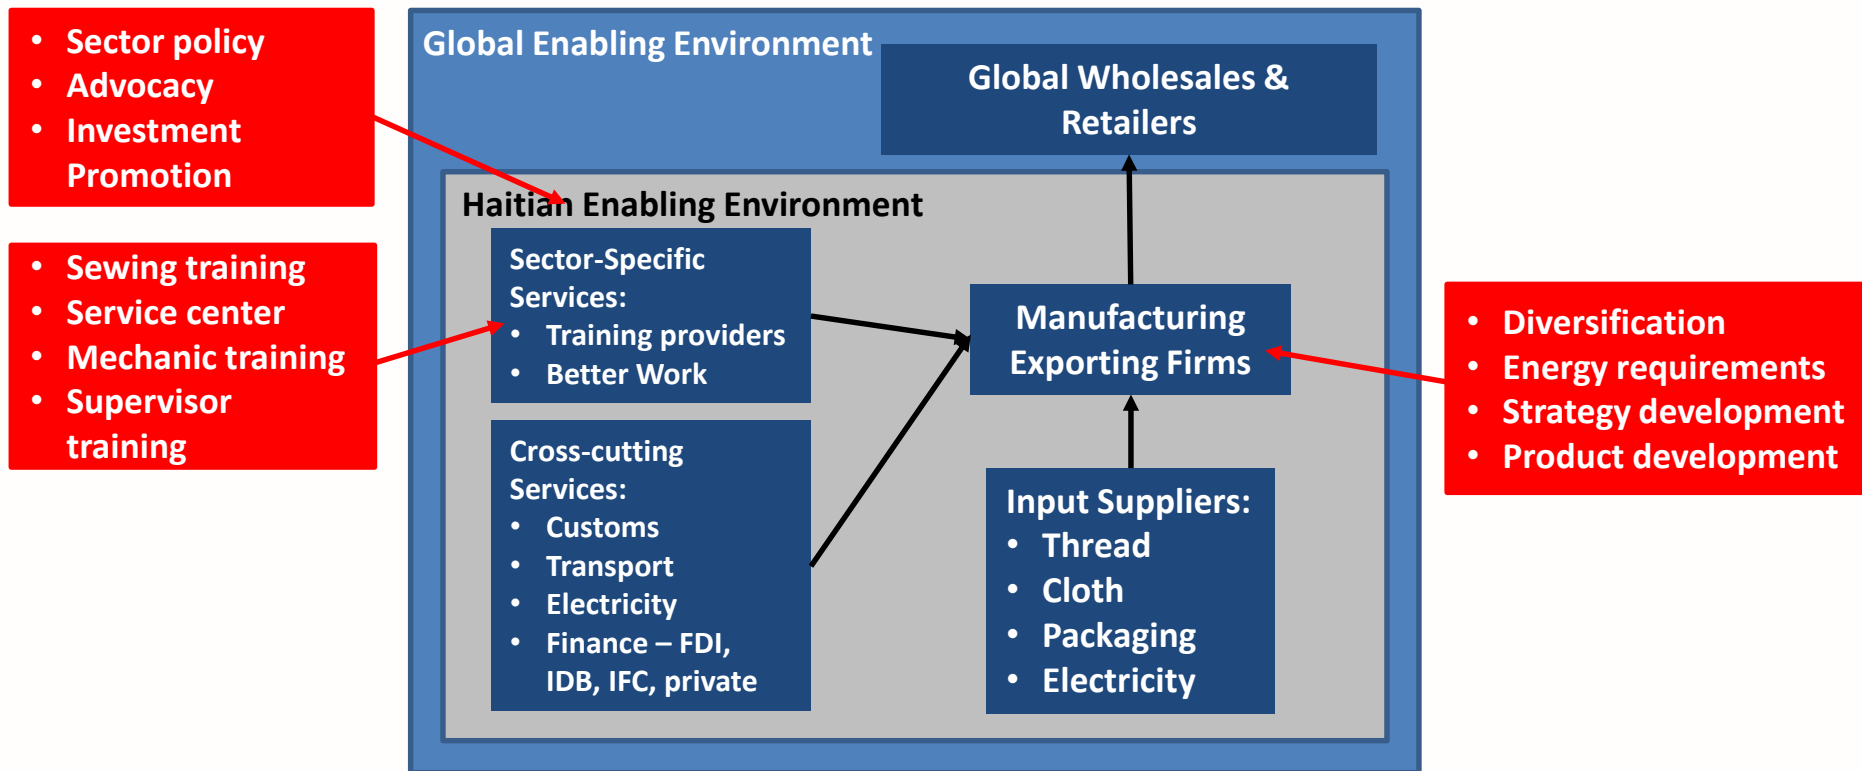 • Sector policy
• Advocacy
• Investment
Promotion
• Sewing training
• Service center
• Mechanic training
• Supervisor
training
Global Enabling Environment
Global Wholesales &
Retailers
Haitian Enabling Environment
Sector-Specific
Services:
• Training providers
• Better Work
Cross-cutting
Services:
• Customs
• Transport
• Electricity
• Finance – FDI,
IDB, IFC, private
Manufacturing
Exporting Firms
Input Suppliers:
• Thread
• Cloth
• Packaging
• Electricity
• Diversification
• Energy requirements
• Strategy development
• Product development